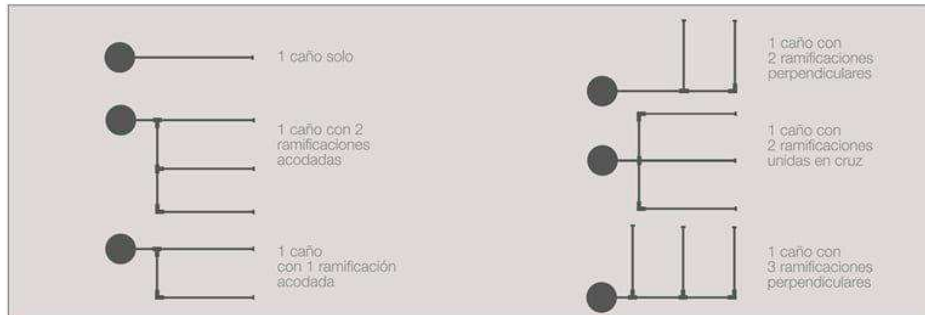 1 caño solo
1 caño con 2
ramificaciones
acodadas
1 caño
con 1 ramificación
acodada
1 caño con
2 ramificaciones
perpendiculares
1 caño con
2 ramificaciones
unidas en cruz
1 caño con
3 ramificaciones
perpendiculares